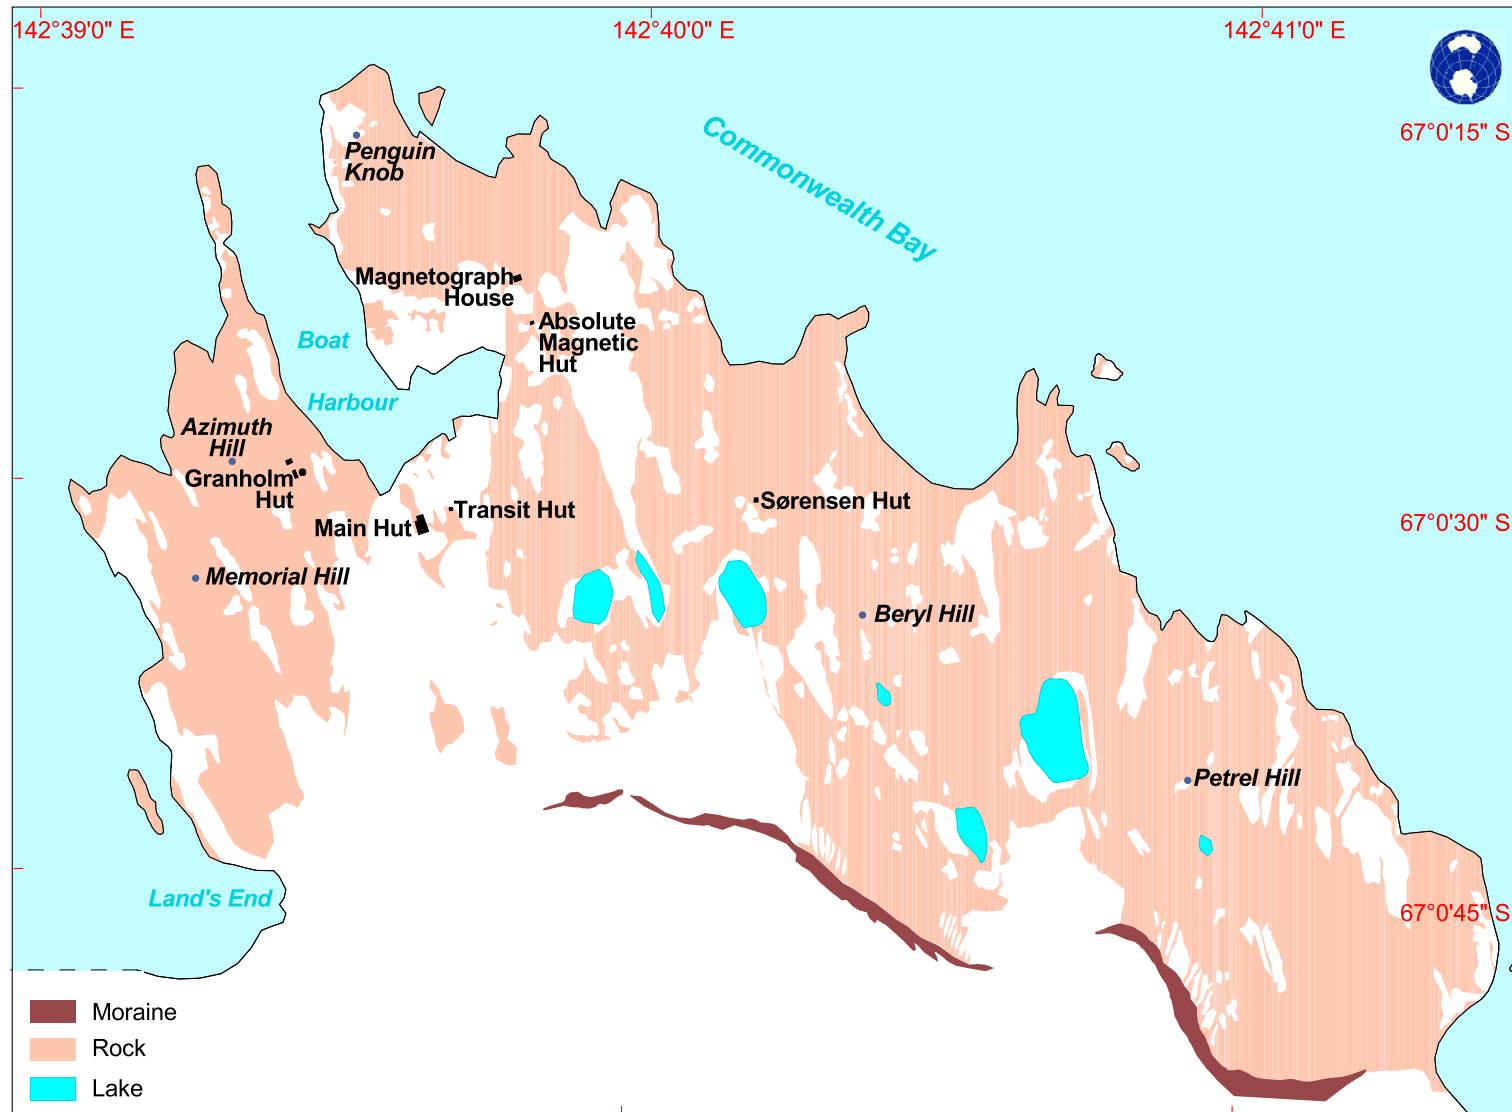 142°39'0" E
142°40'0" E
142°41'0" E
67°0'15" S
Commonwealth Bay
Penguin
Knob
Magnetograph
House
Absolute
Magnetic
Hut
Boat
Harbour
Azimuth
Hill
Granholm
Hut
Main Hut
Transit Hut
Sørensen Hut
67°0'30" S
Memorial Hill
Beryl Hill
Petrel Hill
Land's End
67°0'45" S
Moraine
Rock
Lake